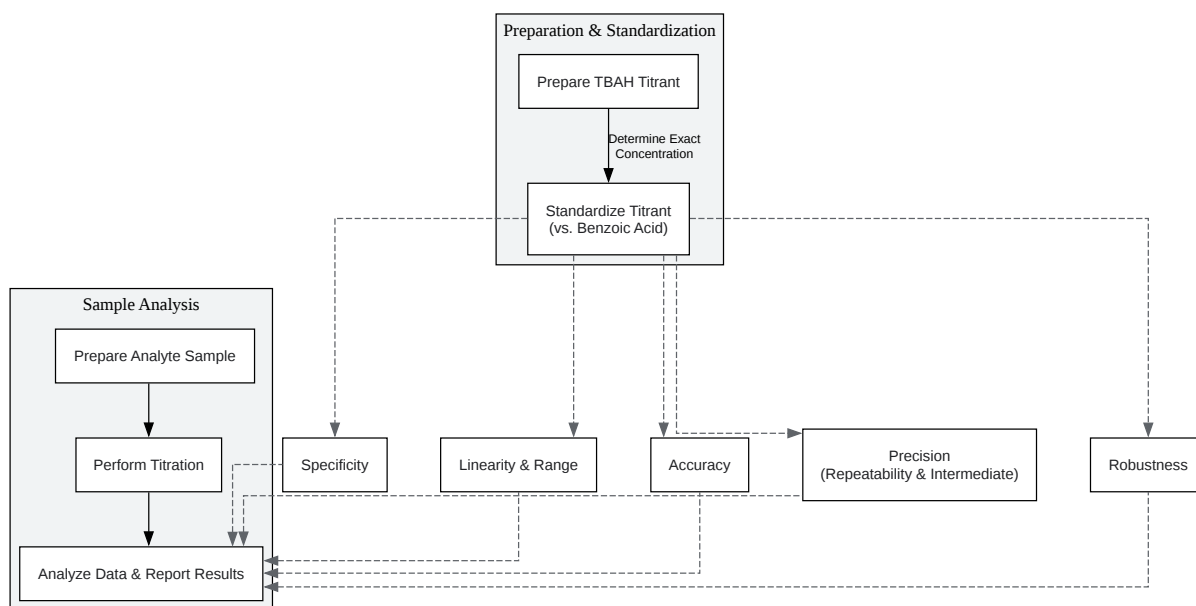 Preparation & Standardization
Prepare TBAH Titrant
Determine Exact
Concentration
Standardize Titrant
(vs. Benzoic Acid)
Sample Analysis
Prepare Analyte Sample
Perform Titration
Specificity
Linearity & Range
Accuracy
Precision
(Repeatability & Intermediate)
Robustness
Analyze Data & Report Results